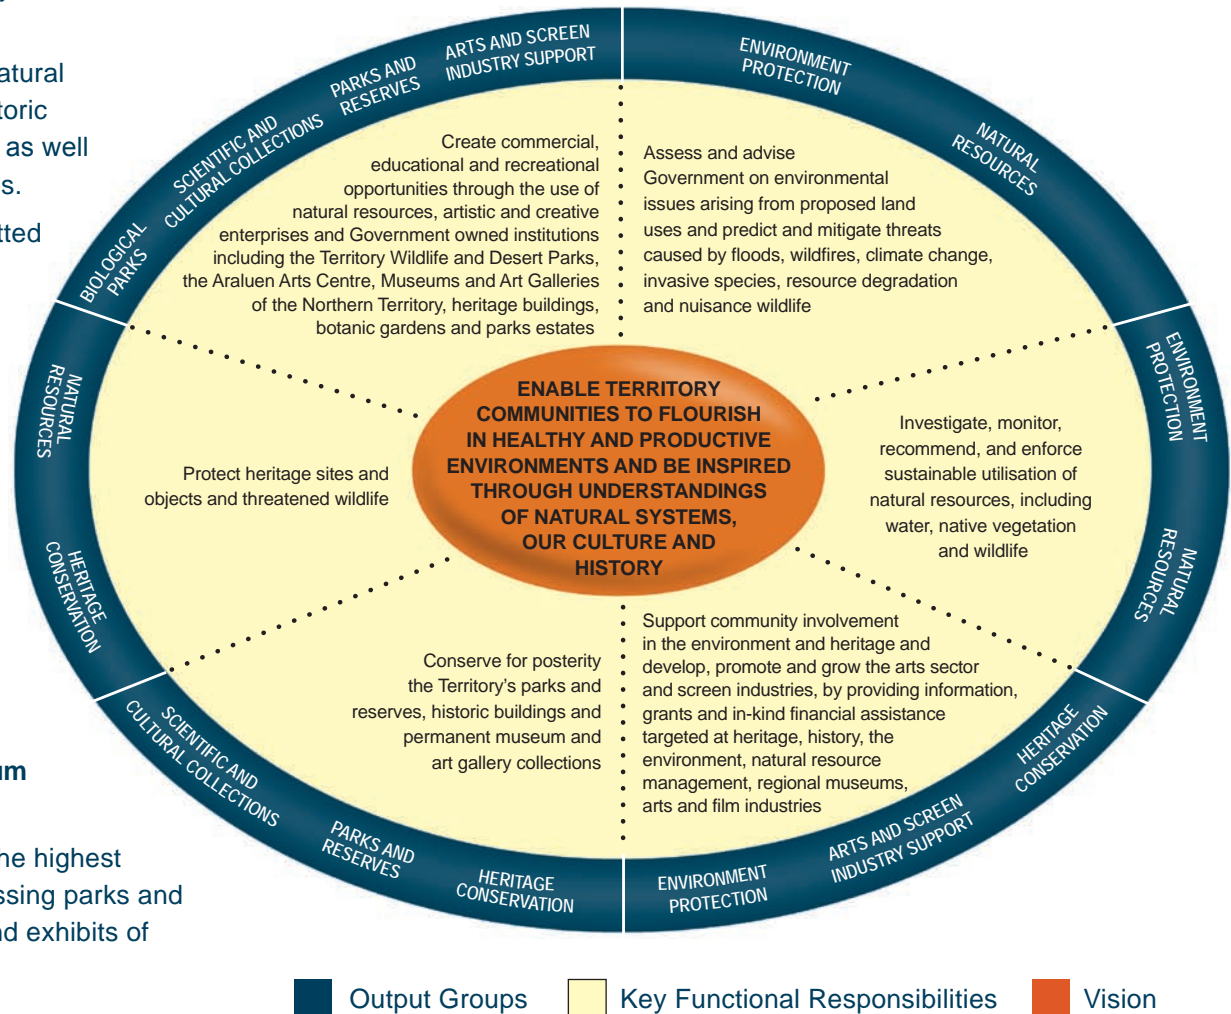 atural
toric
as well
s.
tted
um
he highest
ssing parks and
nd exhibits of
BIOLOGICAL
PARKS
SCIENTIFIC AND
CULTURAL COLLECTIONS
PARKS AND
RESERVES
ARTS AND SCREEN
INDUSTRY SUPPORT
Create commercial,
educational and recreational
opportunities through the use of
natural resources, artistic and creative
enterprises and Government owned institutions
including the Territory Wildlife and Desert Parks,
the Araluen Arts Centre, Museums and Art Galleries
of the Northern Territory, heritage buildings,
botanic gardens and parks estates
ENVIRONMENT
PROTECTION
NATURAL
RESOURCES
Assess and advise
Government on environmental
issues arising from proposed land
uses and predict and mitigate threats
caused by floods, wildfires, climate change,
invasive species, resource degradation
and nuisance wildlife
ENVIRONMENT
PROTECTION
NATURAL
RESOURCES
Investigate, monitor,
recommend, and enforce
sustainable utilisation of
natural resources, including
water, native vegetation
and wildlife
HERITAGE
CONSERVATION
ARTS AND SCREEN
INDUSTRY SUPPORT
ENVIRONMENT
PROTECTION
Support community involvement
in the environment and heritage and
develop, promote and grow the arts sector
and screen industries, by providing information,
grants and in-kind financial assistance
targeted at heritage, history, the
environment, natural resource
management, regional museums,
arts and film industries
HERITAGE
CONSERVATION
PARKS AND
RESERVES
SCIENTIFIC AND
CULTURAL COLLECTIONS
Conserve for posterity
the Territory's parks and
reserves, historic buildings and
permanent museum and
art gallery collections
HERITAGE
CONSERVATION
NATURAL
RESOURCES
Protect heritage sites and
objects and threatened wildlife
ENABLE TERRITORY
COMMUNITIES TO FLOURISH
IN HEALTHY AND PRODUCTIVE
ENVIRONMENTS AND BE INSPIRED
THROUGH UNDERSTANDINGS
OF NATURAL SYSTEMS,
OUR CULTURE AND
HISTORY
Output Groups
Key Functional Responsibilities
Vision